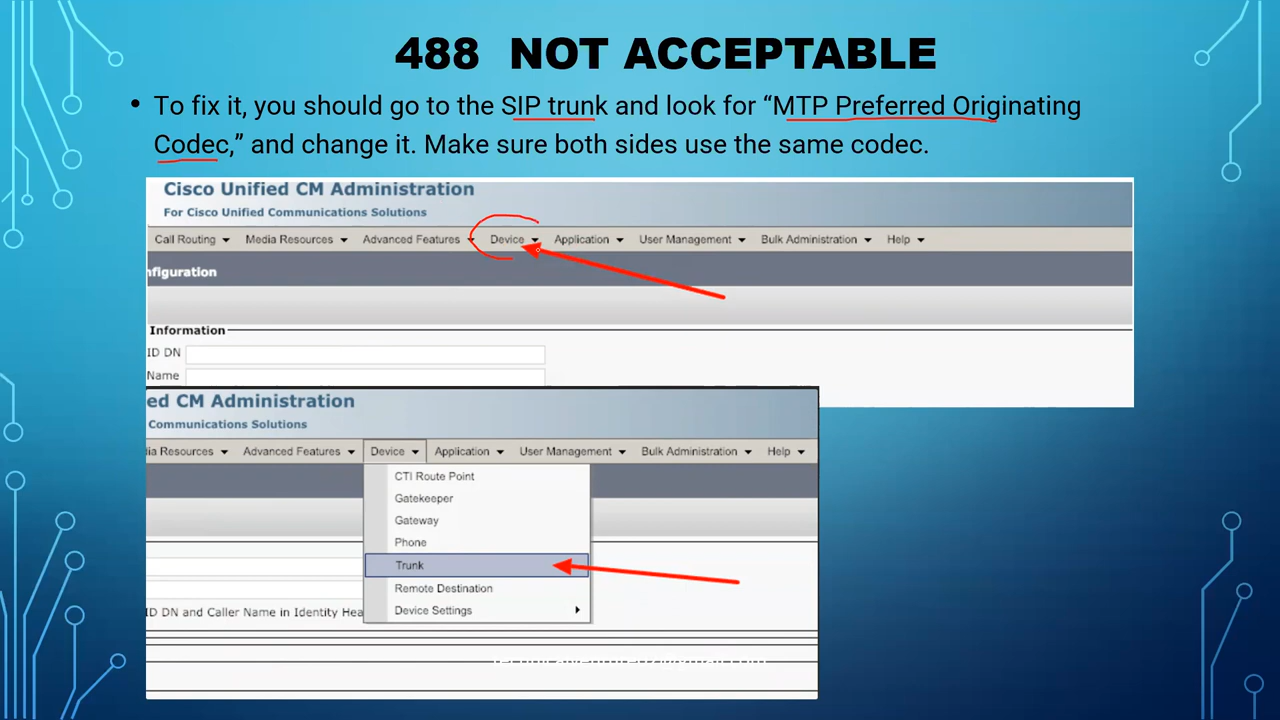 488 NOT ACCEPTABLE
• To fix it, you should go to the SIP trunk and look for “MTP Preferred Originating
Codec,” and change it. Make sure both sides use the same codec.
Cisco Unified CM Administration
For Cisco Unified Communications Solutions
Call Routing Media Resources Advanced Features Device Application User Management Bulk Administration Help
nfiguration
Information
ID DN
Name
ed CM Administration
Communications Solutions
dia Resources Advanced Features Device Application User Management Bulk Administration Help
CTI Route Point
Gatekeeper
Gateway
Phone
Trunk
Remote Destination
ID DN and Caller Name in Identity Hea
Device Settings